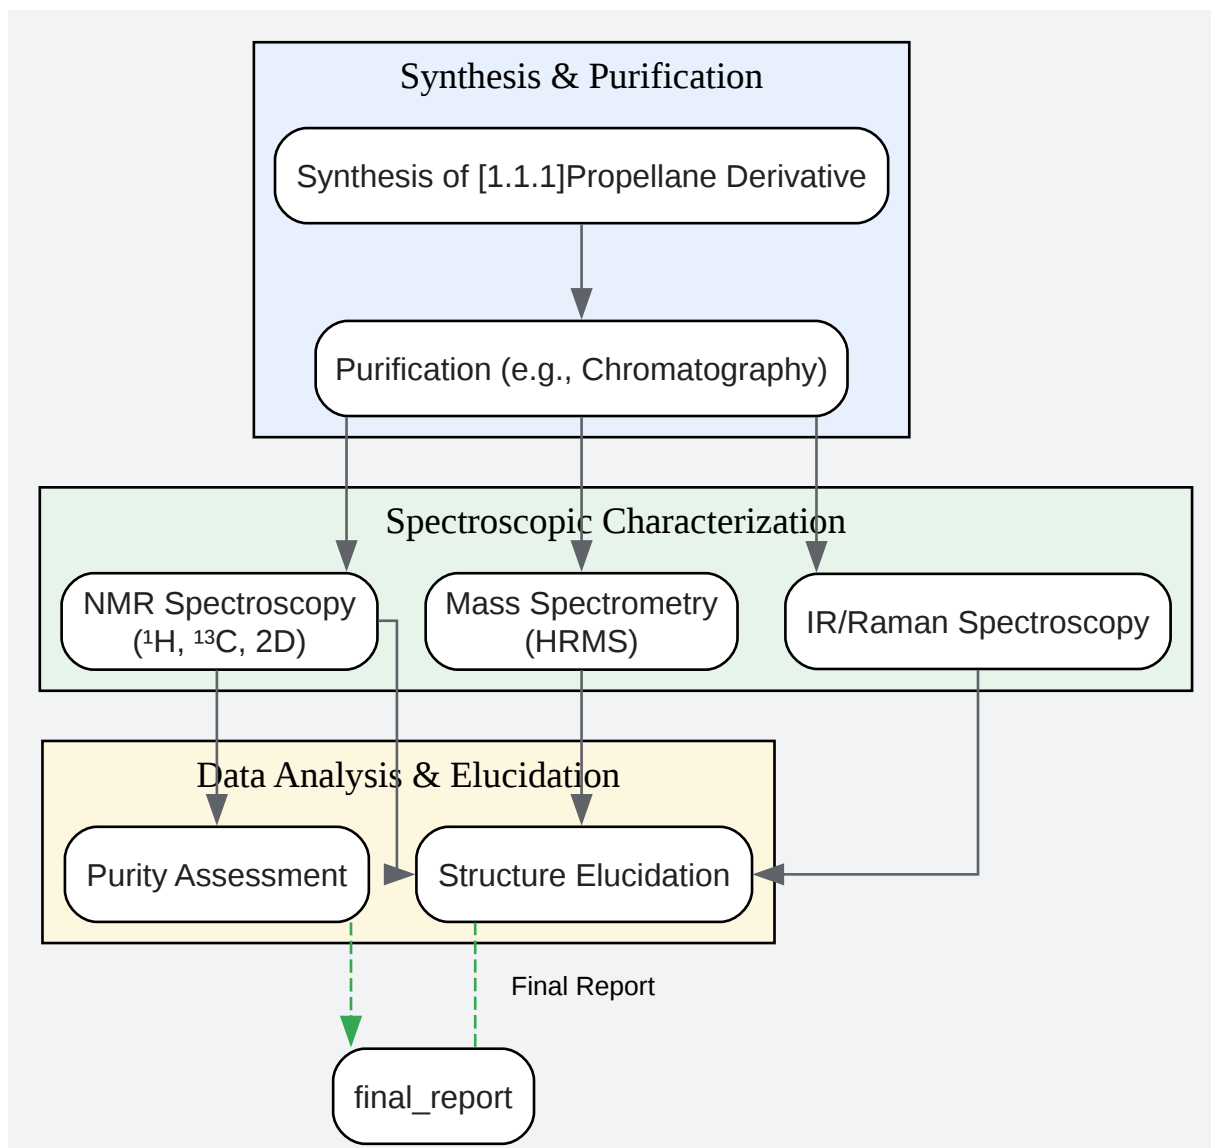 Synthesis & Purification
Synthesis of [1.1.1]Propellane Derivative
Purification (e.g., Chromatography)
Spectroscopic Characterization
NMR Spectroscopy
(¹H, ¹³C, 2D)
Mass Spectrometry
(HRMS)
IR/Raman Spectroscopy
Data Analysis & Elucidation
Purity Assessment
Structure Elucidation
Final Report
final_report